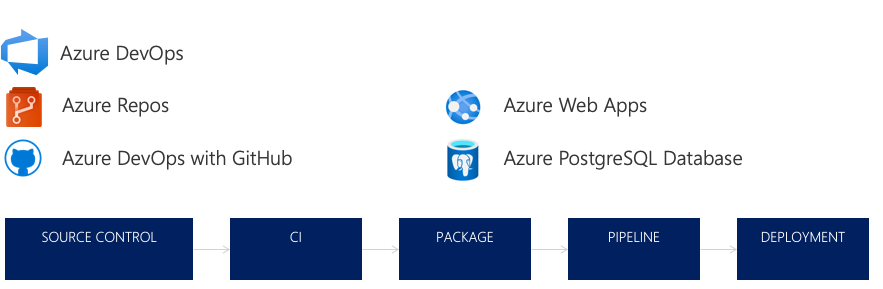 Azure DevOps
Azure Repos
Azure Web Apps
Azure DevOps with GitHub
Azure PostgreSQL Database
SOURCE CONTROL
CI
PACKAGE
PIPELINE
DEPLOYMENT